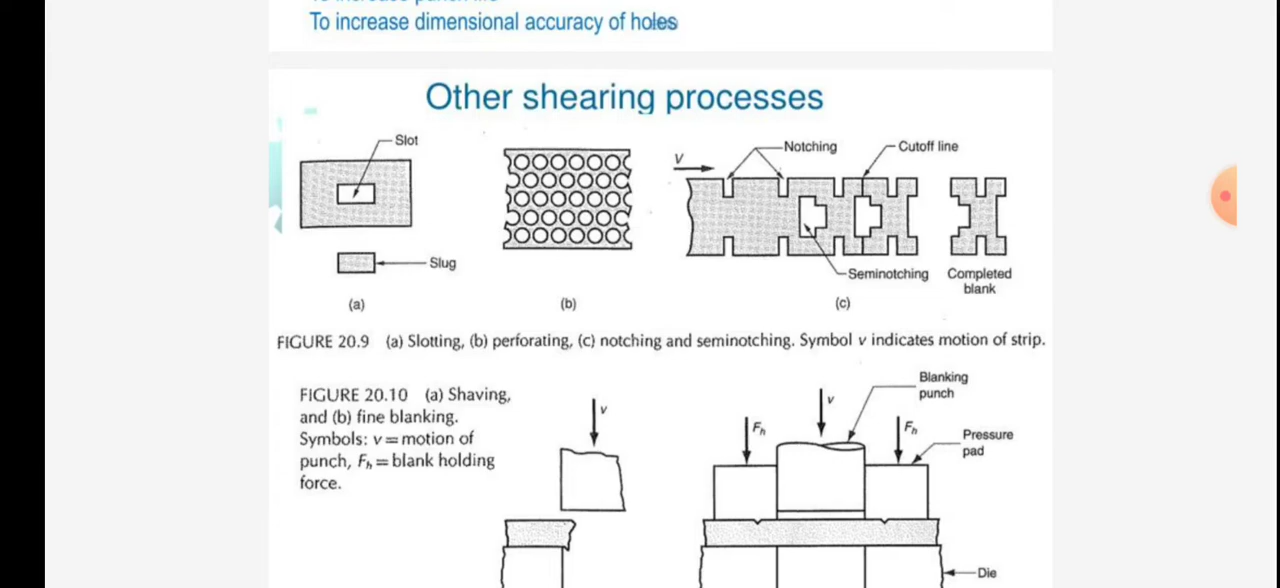 To increase dimensional accuracy of holes
Other shearing processes
Slot
Slug
(a)
(b)
v
Notching
Cutoff line
Seminotching
Completed
blank
(c)
FIGURE 20.9 (a) Slotting, (b) perforating, (c) notching and seminotching. Symbol v indicates motion of strip.
FIGURE 20.10 (a) Shaving,
and (b) fine blanking.
Symbols: v = motion of
punch, Fh = blank holding
force.
v
v
Fh
Fh
Blanking
punch
Pressure
pad
Die